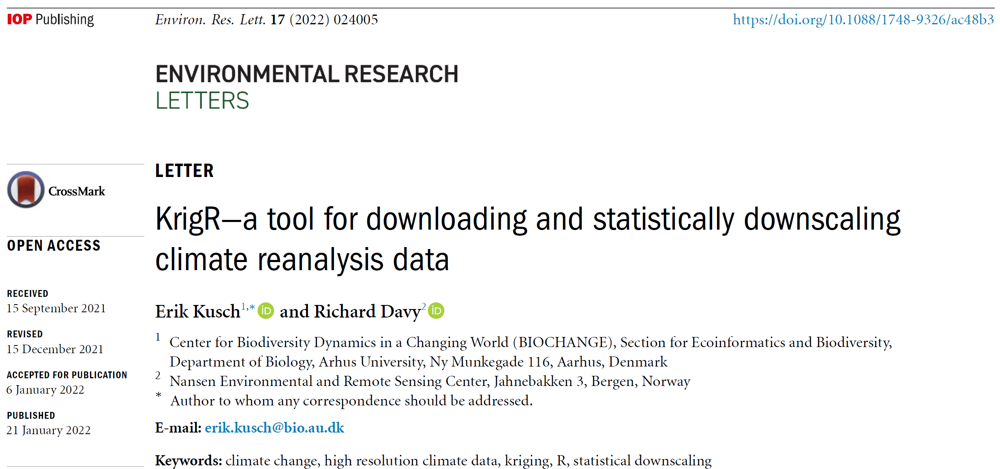 IOP Publishing
Environ. Res. Lett. 17 (2022) 024005
https://doi.org/10.1088/1748-9326/ac48b3
ENVIRONMENTAL RESEARCH
LETTERS
CrossMark
OPEN ACCESS
RECEIVED
15 September 2021
REVISED
15 December 2021
ACCEPTED FOR PUBLICATION
6 January 2022
PUBLISHED
21 January 2022
LETTER
KrigR—a tool for downloading and statistically downscaling
climate reanalysis data
Erik Kusch1,* iD and Richard Davy2 iD
1 Center for Biodiversity Dynamics in a Changing World (BIOCHANGE), Section for Ecoinformatics and Biodiversity,
Department of Biology, Arhus University, Ny Munkegade 116, Aarhus, Denmark
2 Nansen Environmental and Remote Sensing Center, Jahnebakken 3, Bergen, Norway
* Author to whom any correspondence should be addressed.
E-mail: erik.kusch@bio.au.dk
Keywords: climate change, high resolution climate data, kriging, R, statistical downscaling